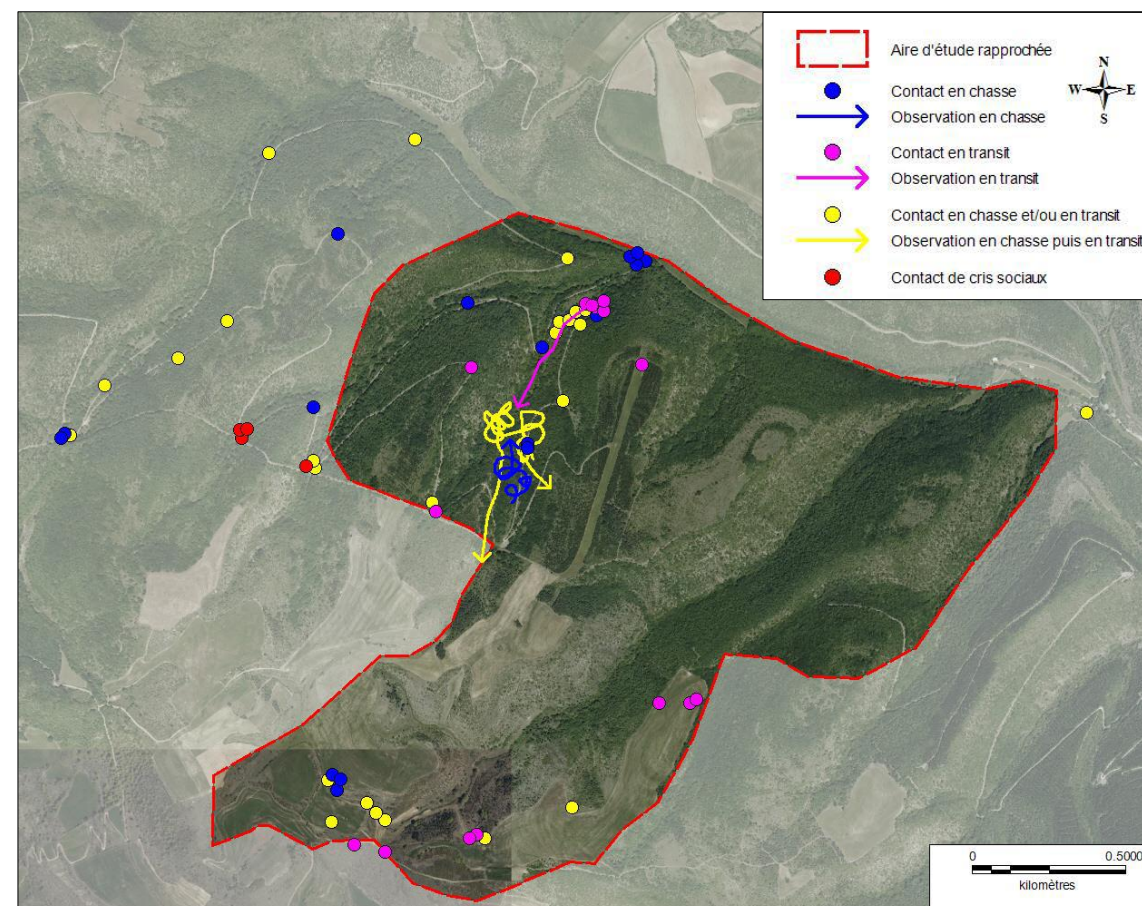 Aire d'étude rapprochée
N
W E
S
Contact en chasse
Observation en chasse
Contact en transit
Observation en transit
Contact en chasse et/ou en transit
Observation en chasse puis en transit
Contact de cris sociaux
0 0.5000
kilomètres